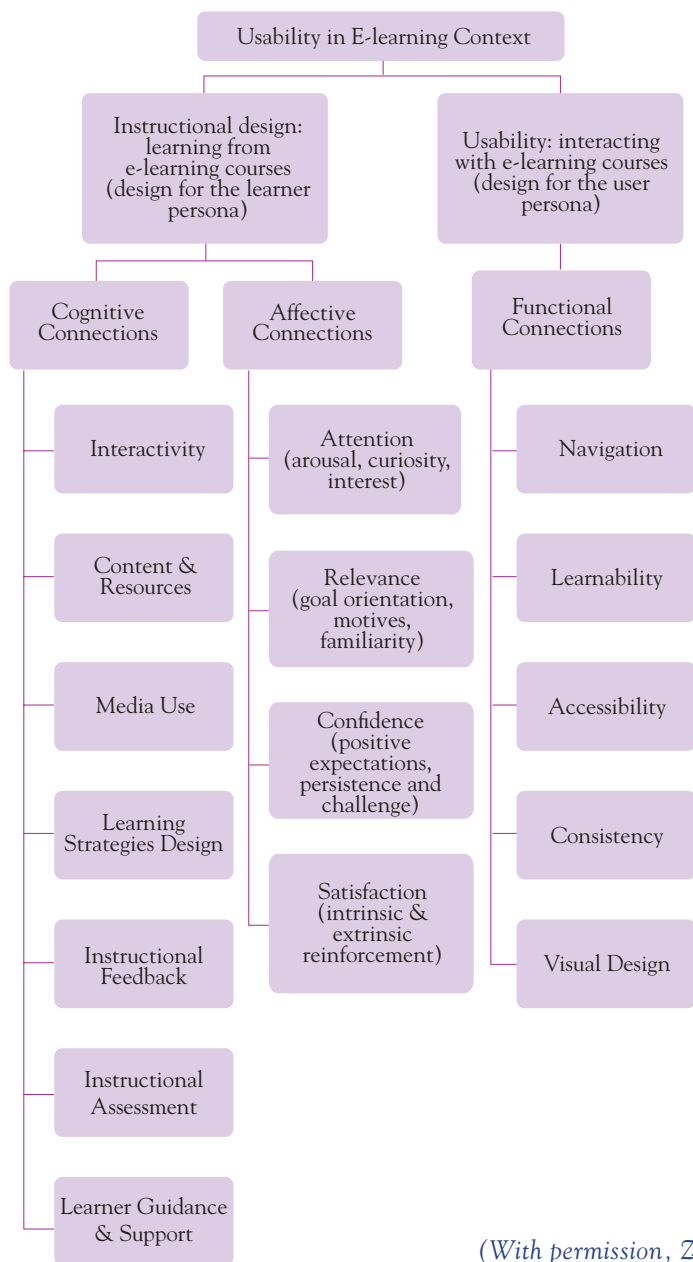 Usability in E-learning Context
Instructional design:
learning from
e-learning courses
(design for the learner
persona)
Usability: interacting
with e-learning courses
(design for the user
persona)
Cognitive
Connections
Affective
Connections
Functional
Connections
Interactivity
Content &
Resources
Media Use
Learning
Strategies Design
Instructional
Feedback
Instructional
Assessment
Learner Guidance
& Support
Attention
(arousal, curiosity,
interest)
Relevance
(goal orientation,
motives,
familiarity)
Confidence
(positive
expectations,
persistence and
challenge)
Satisfaction
(intrinsic &
extrinsic
reinforcement)
Navigation
Learnability
Accessibility
Consistency
Visual Design
(With permission, Z